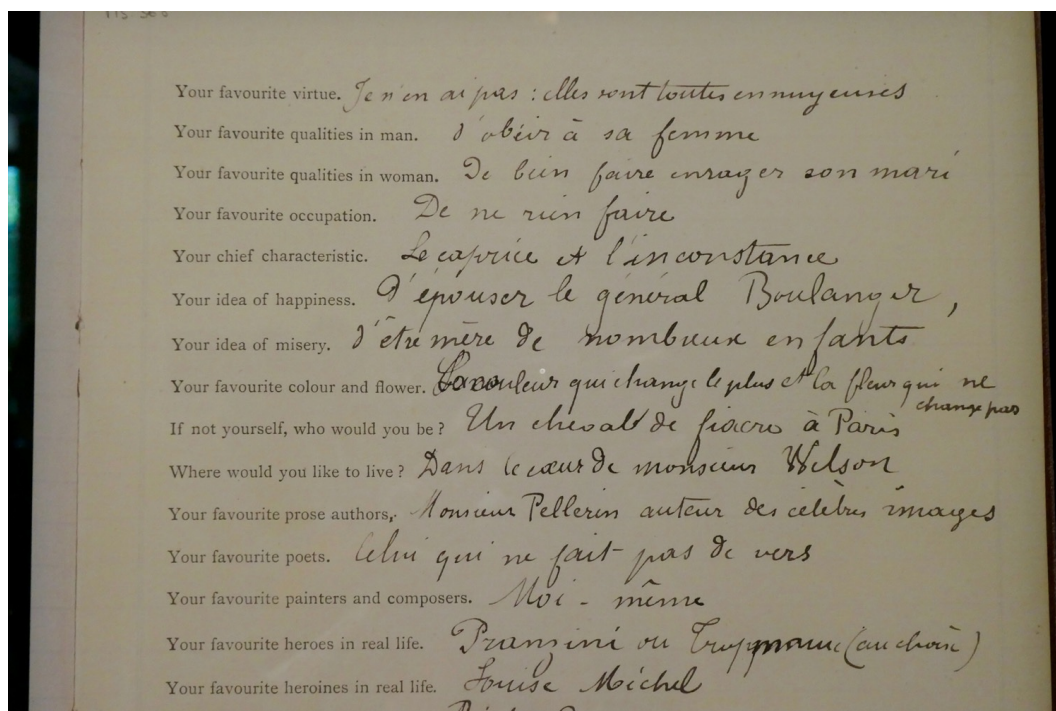 Your favourite virtue. Je n'en ai pas : elles sont toutes ennuyeuses
Your favourite qualities in man. d'obéir à sa femme
Your favourite qualities in woman. De bien faire enrager son mari
Your favourite occupation. De ne rien faire
Your chief characteristic. Le caprice et l'inconstance
Your idea of happiness. D'épouser le général Boulanger,
Your idea of misery. d'être mère de nombreux enfants
Your favourite colour and flower. La couleur qui change le plus et la fleur qui ne
change pas
If not yourself, who would you be? Un cheval de fiacre à Paris
Where would you like to live? Dans le cœur de monsieur Wilson
Your favourite prose authors, Monsieur Pellerin auteur des célèbres images
Your favourite poets. Celui qui ne fait pas de vers
Your favourite painters and composers. Moi-même
Your favourite heroes in real life. Pranzini ou Troppmann (au choix)
Your favourite heroines in real life. Louise Michel